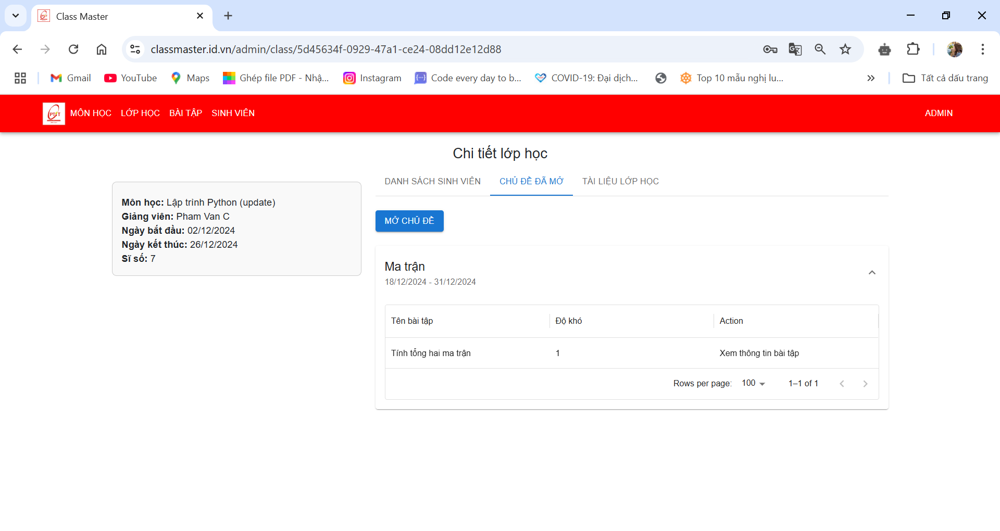 Class Master
classmaster.id.vn/admin/class/5d45634f-0929-47a1-ce24-08dd12e12d88
Gmail
YouTube
Maps
Ghép file PDF - Nhậ...
Instagram
Code every day to b...
COVID-19: Đại dịch...
Top 10 mẫu nghị lu...
Tất cả dấu trang
PTIT
MÔN HỌC
LỚP HỌC
BÀI TẬP
SINH VIÊN
ADMIN
Chi tiết lớp học
Môn học: Lập trình Python (update)
Giảng viên: Pham Van C
Ngày bắt đầu: 02/12/2024
Ngày kết thúc: 26/12/2024
Sĩ số: 7
DANH SÁCH SINH VIÊN
CHỦ ĐỀ ĐÃ MỞ
TÀI LIỆU LỚP HỌC
MỞ CHỦ ĐỀ
Ma trận
18/12/2024 - 31/12/2024
Tên bài tập
Độ khó
Action
Tính tổng hai ma trận
1
Xem thông tin bài tập
Rows per page:
100
1–1 of 1